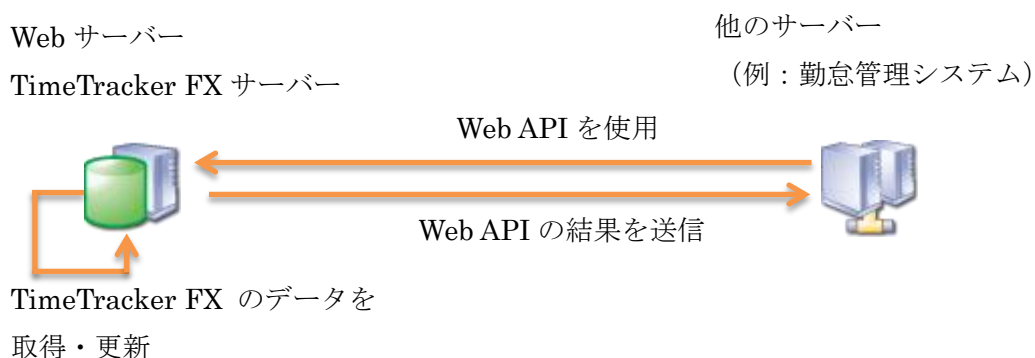 Web サーバー
TimeTracker FX サーバー
他のサーバー
(例:勤怠管理システム)
Web API を使用
Web API の結果を送信
TimeTracker FX のデータを
取得・更新